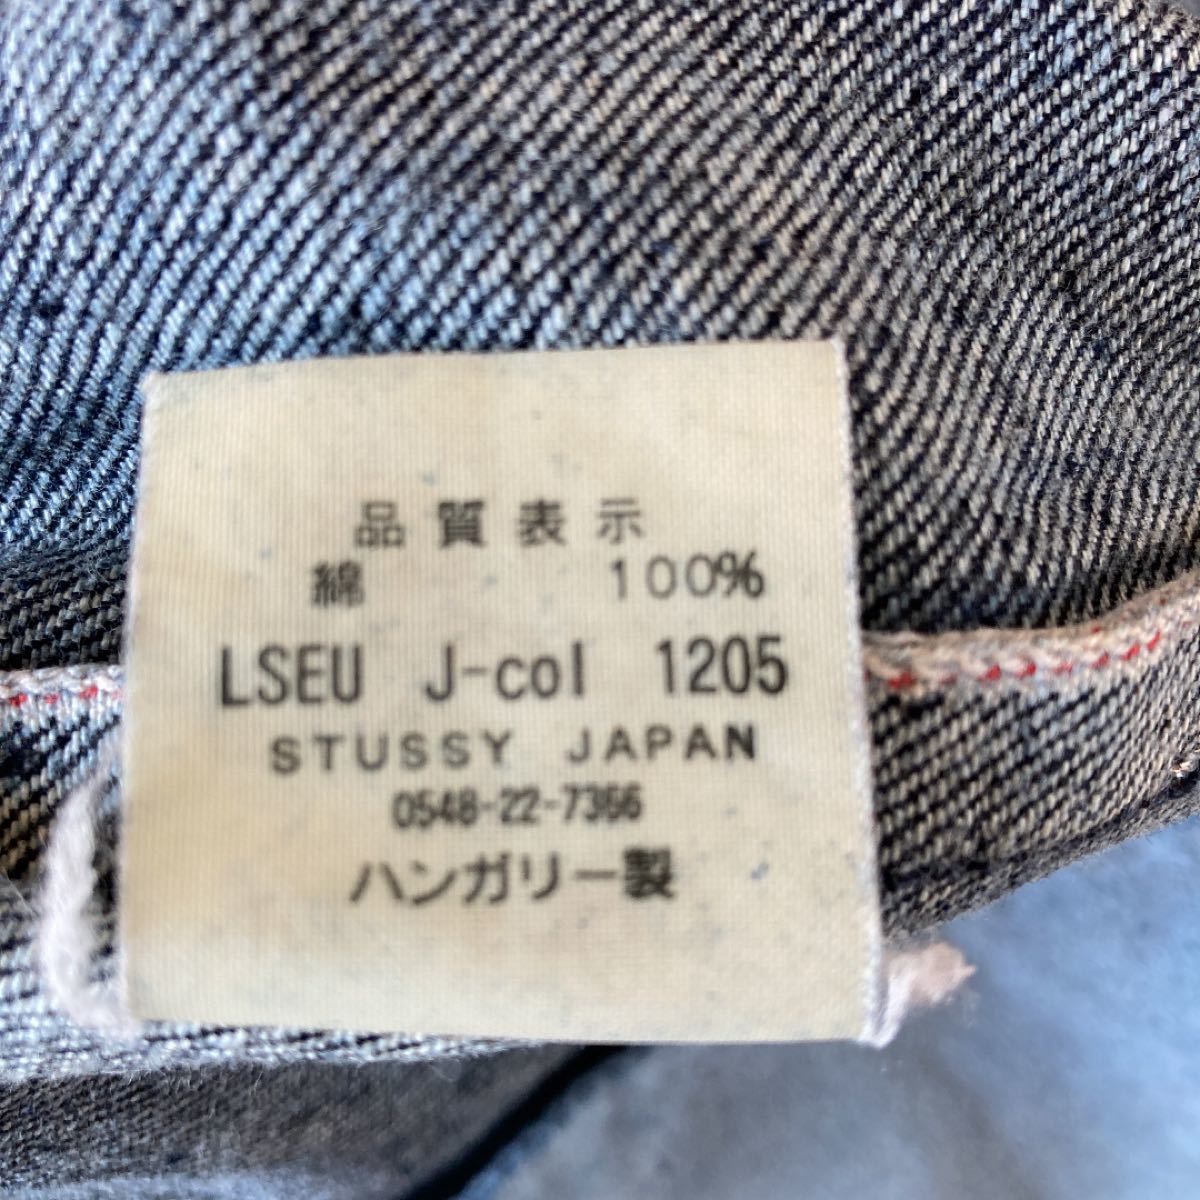 品質表示
綿 100%
LSEU J-col 1205
STUSSY JAPAN
0548-22-7366
ハンガリー製